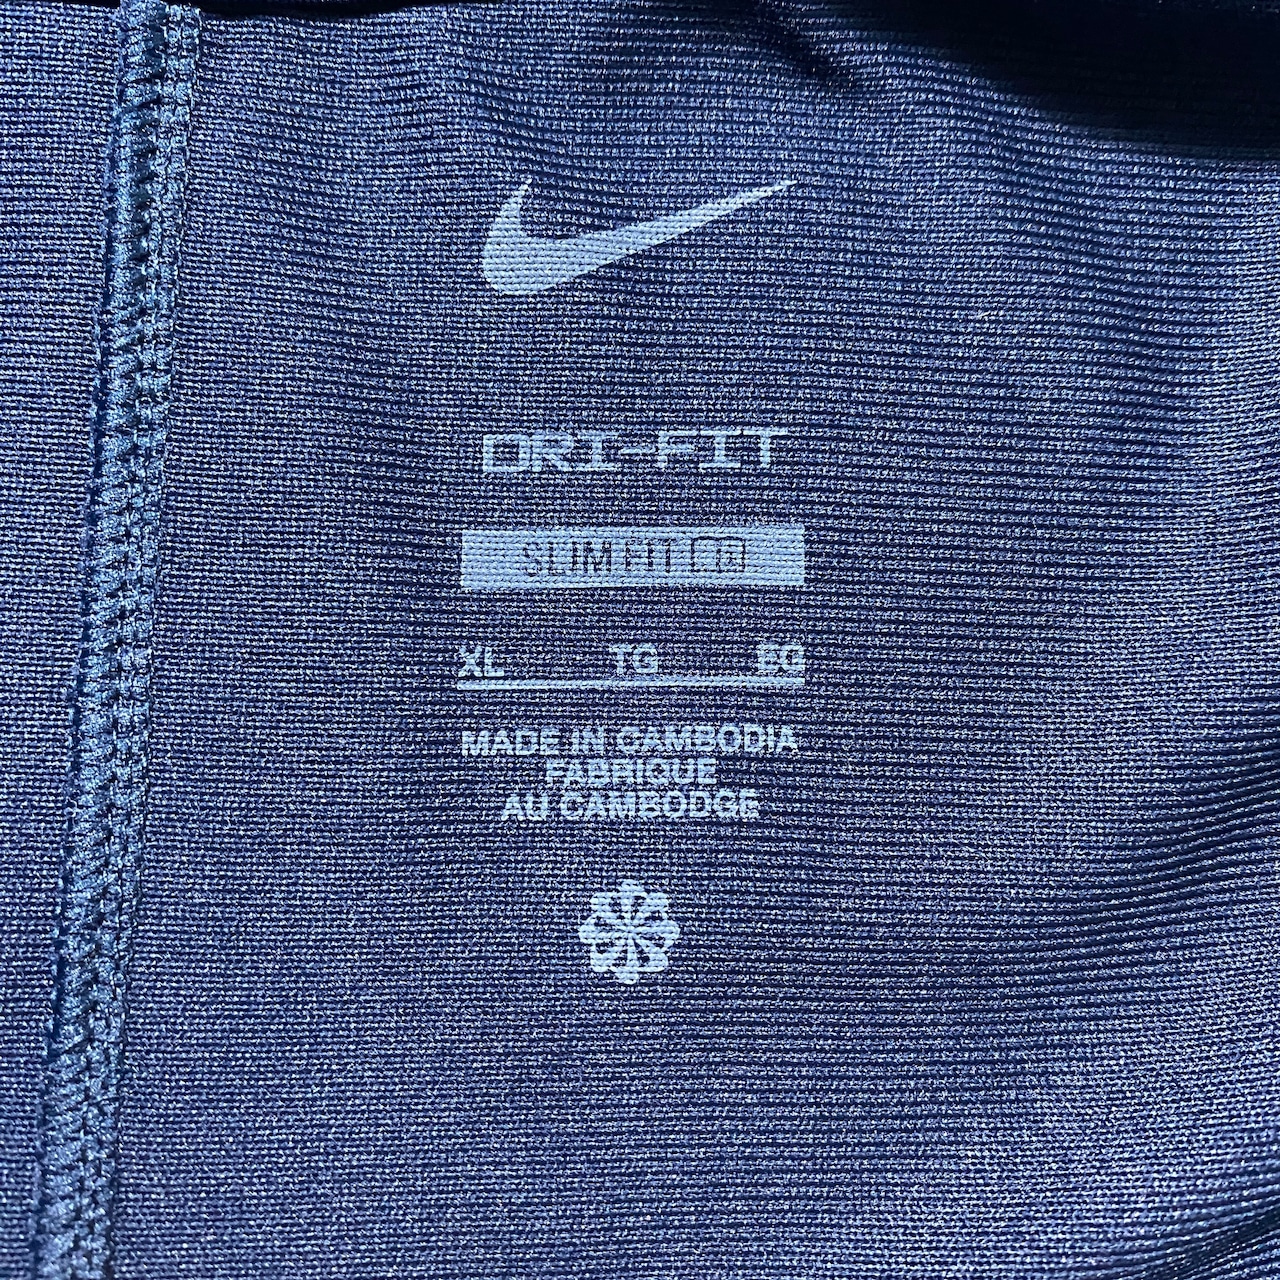 DRI-FIT
SLIM FIT
XL TG EG
MADE IN CAMBODIA
FABRIQUE
AU CAMBODGE